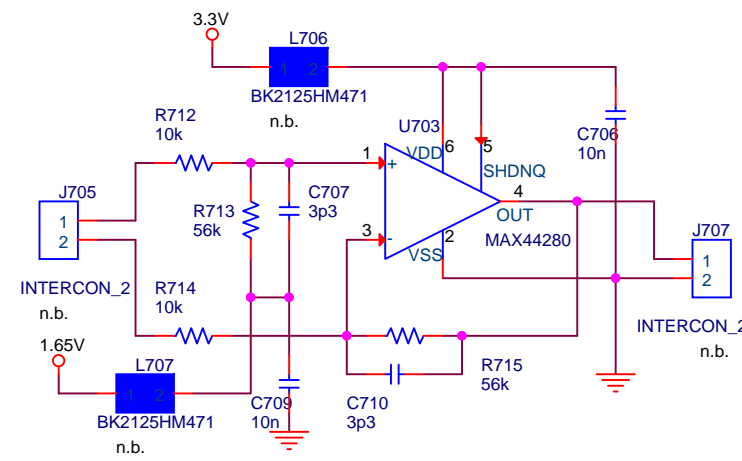 3.3V
L706
1 2
BK2125HM471
n.b.
R712
10k
U703
C706
10n
1
VDD
6
5
+
SHDNQ
J705
1
2
R713
56k
C707
3p3
4
OUT
J707
1
2
3
-
2
VSS
MAX44280
INTERCON_2
n.b.
R714
10k
INTERCON_2
n.b.
1.65V
L707
1 2
BK2125HM471
n.b.
C709
10n
C710
3p3
R715
56k